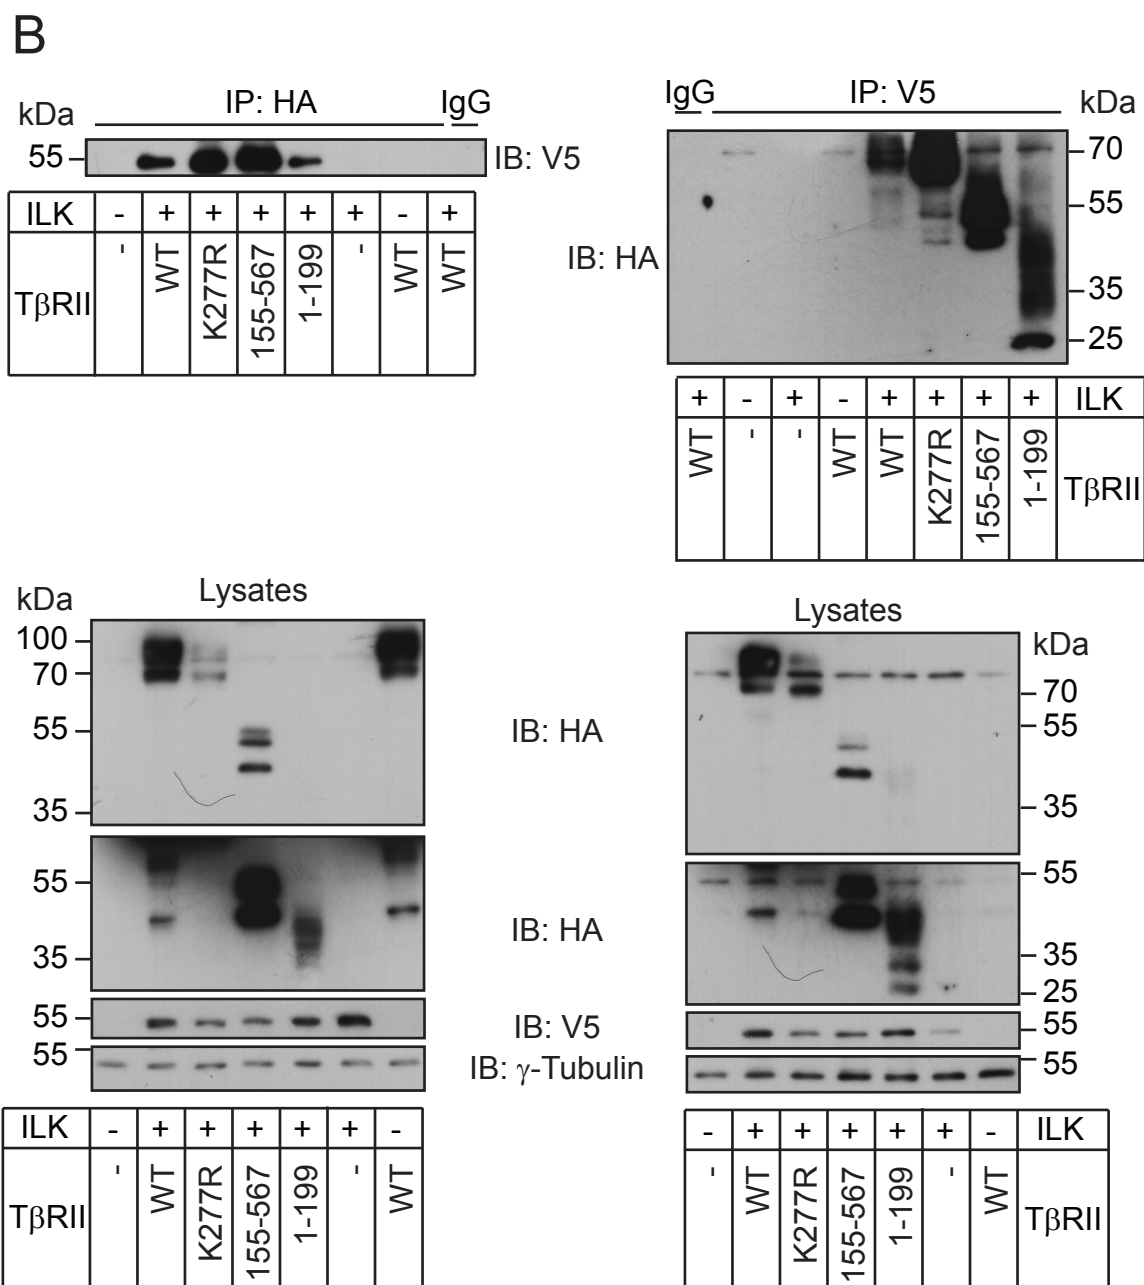 B
kDa
IP: HA
IgG
55
IB: V5
ILK - + + + + + - +
TβRII - WT K277R 155-567 1-199 - WT WT
IgG
IP: V5
kDa
70
55
IB: HA
35
25
+ - + - + + + + ILK
WT - - WT WT K277R 155-567 1-199 TβRII
kDa
Lysates
100
70
55
35
55
35
55
55
Lysates
kDa
IB: HA
70
55
35
IB: HA
55
35
25
IB: V5
55
IB: γ-Tubulin
55
ILK - + + + + + -
TβRII - WT K277R 155-567 1-199 - WT
- + + + + + - ILK
- WT K277R 155-567 1-199 - WT TβRII